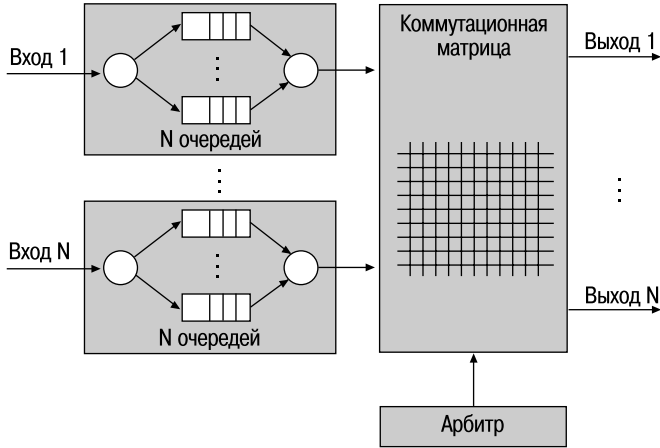 Вход 1
N очередей
Коммутационная
матрица
Выход 1
Вход N
N очередей
Выход N
Арбитр